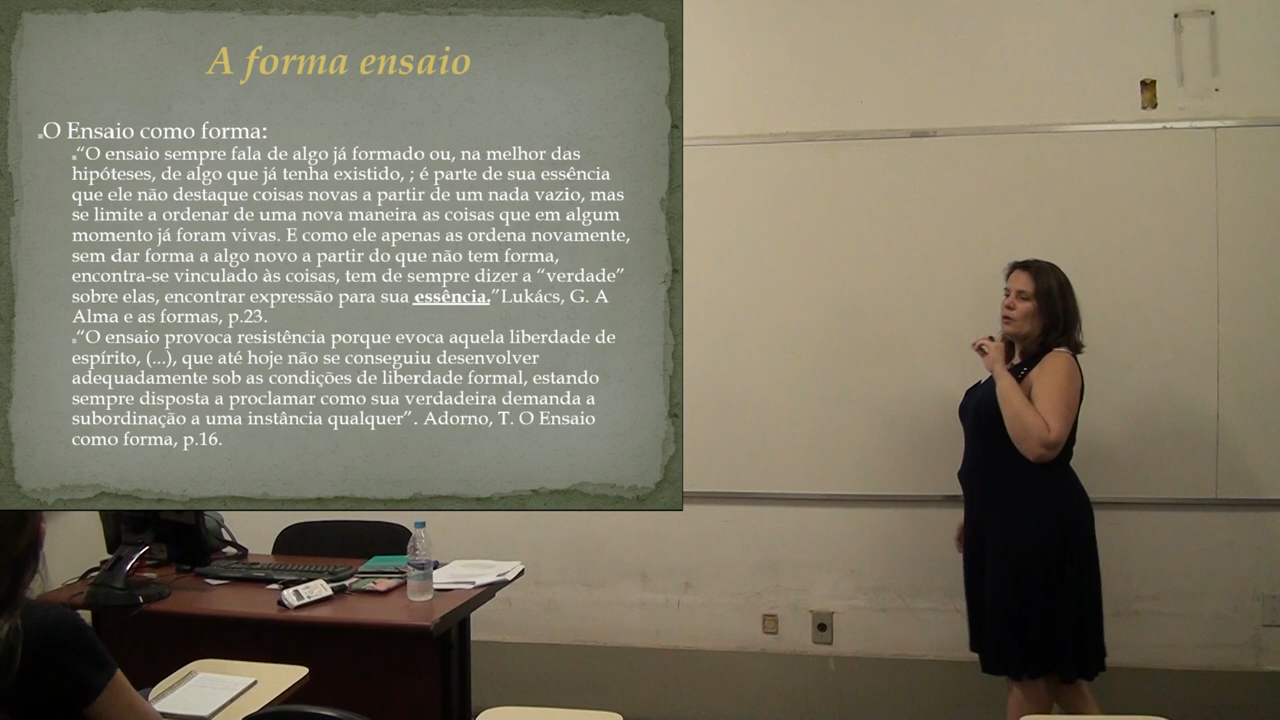 A forma ensaio
O Ensaio como forma:
“O ensaio sempre fala de algo já formado ou, na melhor das
hipóteses, de algo que já tenha existido, ; é parte de sua essência
que ele não destaque coisas novas a partir de um nada vazio, mas
se limite a ordenar de uma nova maneira as coisas que em algum
momento já foram vivas. E como ele apenas as ordena novamente,
sem dar forma a algo novo a partir do que não tem forma,
encontra-se vinculado às coisas, tem de sempre dizer a “verdade”
sobre elas, encontrar expressão para sua essência.”Lukács, G. A
Alma e as formas, p.23.
“O ensaio provoca resistência porque evoca aquela liberdade de
espírito, (...), que até hoje não se conseguiu desenvolver
adequadamente sob as condições de liberdade formal, estando
sempre disposta a proclamar como sua verdadeira demanda a
subordinação a uma instância qualquer”. Adorno, T. O Ensaio
como forma, p.16.